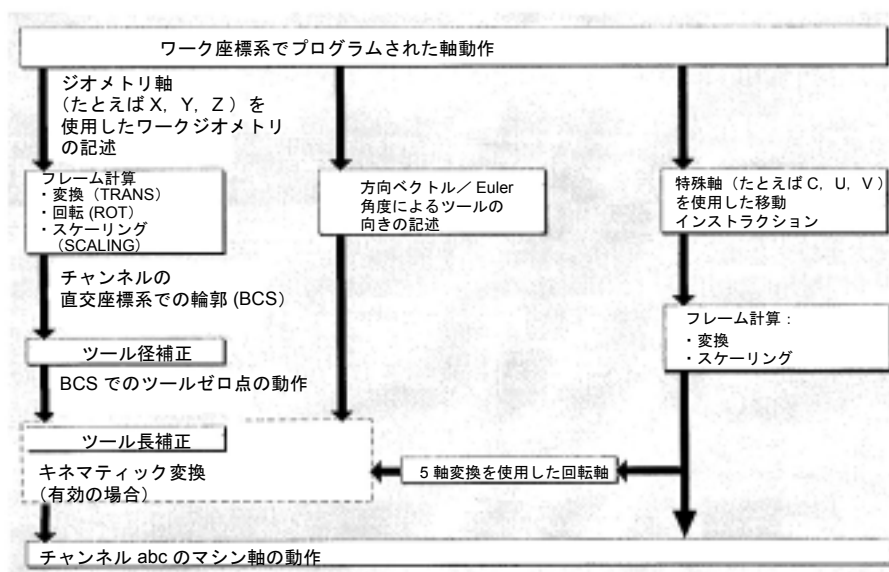 ワーク座標系でプログラムされた軸動作
ジオメトリ軸
(たとえば X, Y, Z ) を
使用したワークジオメトリ
の記述
フレーム計算
・変換 (TRANS)
・回転 (ROT)
・スケーリング
(SCALING)
方向ベクトル／ Euler
角度によるツールの
向きの記述
特殊軸 (たとえば C, U, V )
を使用した移動
インストラクション
チャンネルの
直交座標系での輪郭 (BCS)
フレーム計算：
・変換
・スケーリング
ツール径補正
BCS でのツールゼロ点の動作
ツール長補正
キネマティック変換
(有効の場合)
5 軸変換を使用した回転軸
チャンネル abc のマシン軸の動作